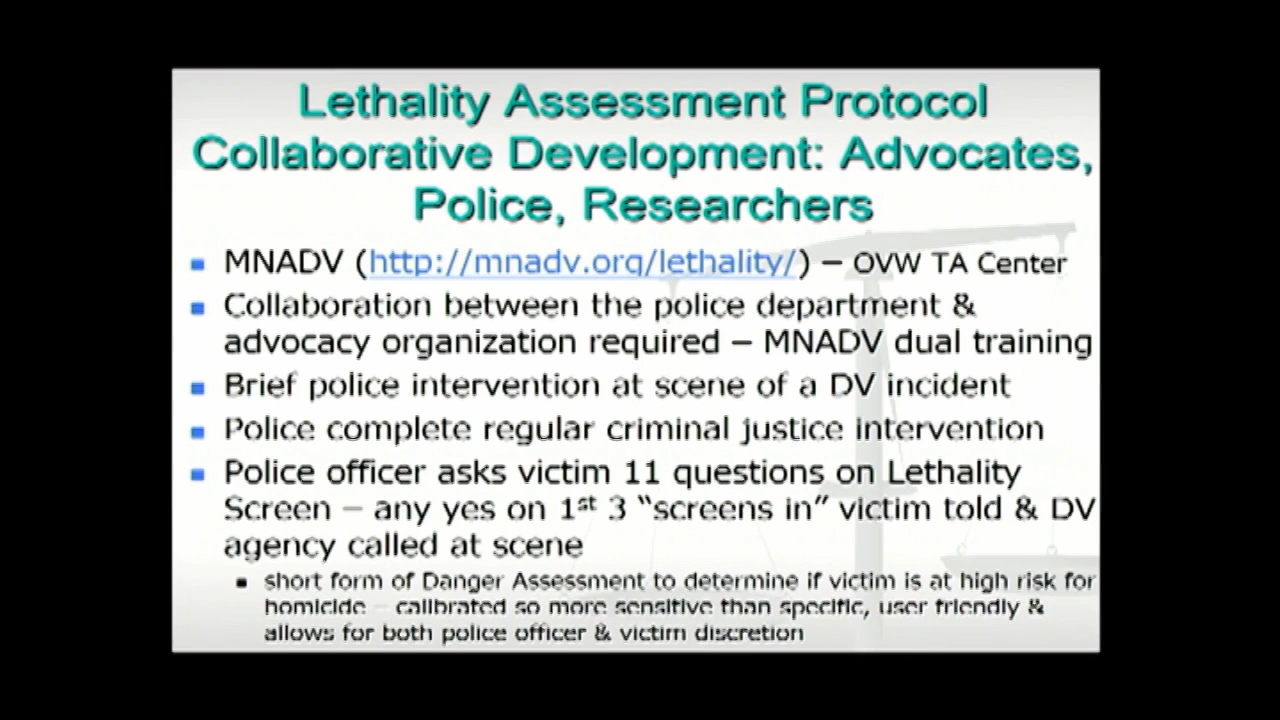 Lethality Assessment Protocol
Collaborative Development: Advocates,
Police, Researchers
MNADV (http://mnadv.org/lethality/) – OVW TA Center
Collaboration between the police department &
advocacy organization required – MNADV dual training
Brief police intervention at scene of a DV incident
Police complete regular criminal justice intervention
Police officer asks victim 11 questions on Lethality
Screen – any yes on 1st 3 “screens in” victim told & DV
agency called at scene
short form of Danger Assessment to determine if victim is at high risk for
homicide – calibrated so more sensitive than specific, user friendly &
allows for both police officer & victim discretion